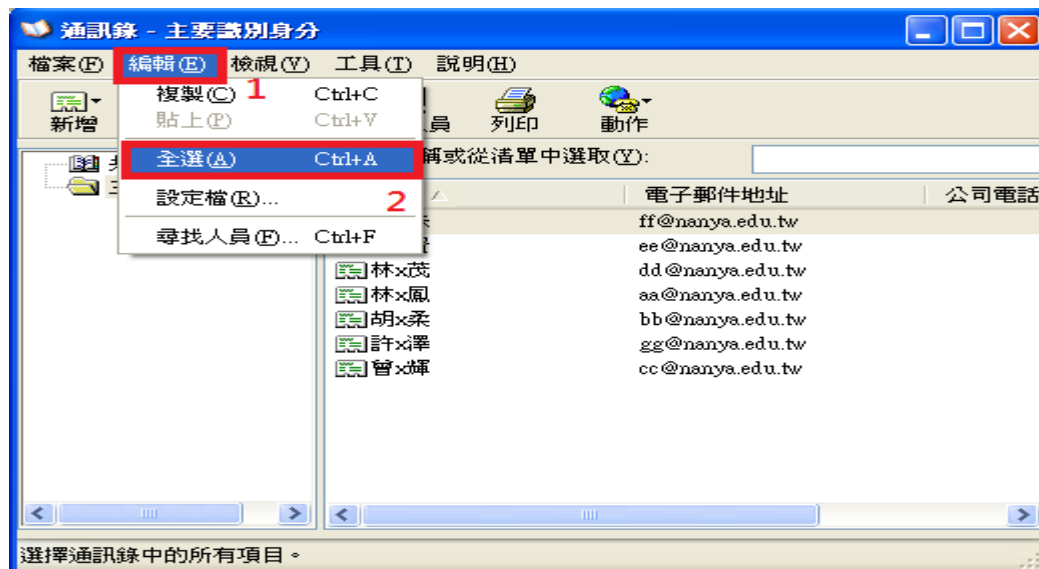 通訊錄 - 主要識別身分
檔案(F) 編輯(E) 檢視(V) 工具(T) 說明(H)
1
複製(C) Ctrl+C
貼上(P) Ctrl+V
全選(A) Ctrl+A
設定檔(R)...
2
尋找人員(F)... Ctrl+F
新增 員 列印 動作
稱或從清單中選取(Y):
電子郵件地址 公司電話
ff@nanya.edu.tw
ee@nanya.edu.tw
林x茂 dd@nanya.edu.tw
林x鳳 aa@nanya.edu.tw
胡x柔 bb@nanya.edu.tw
許x澤 gg@nanya.edu.tw
曾x輝 cc@nanya.edu.tw
選擇通訊錄中的所有項目。